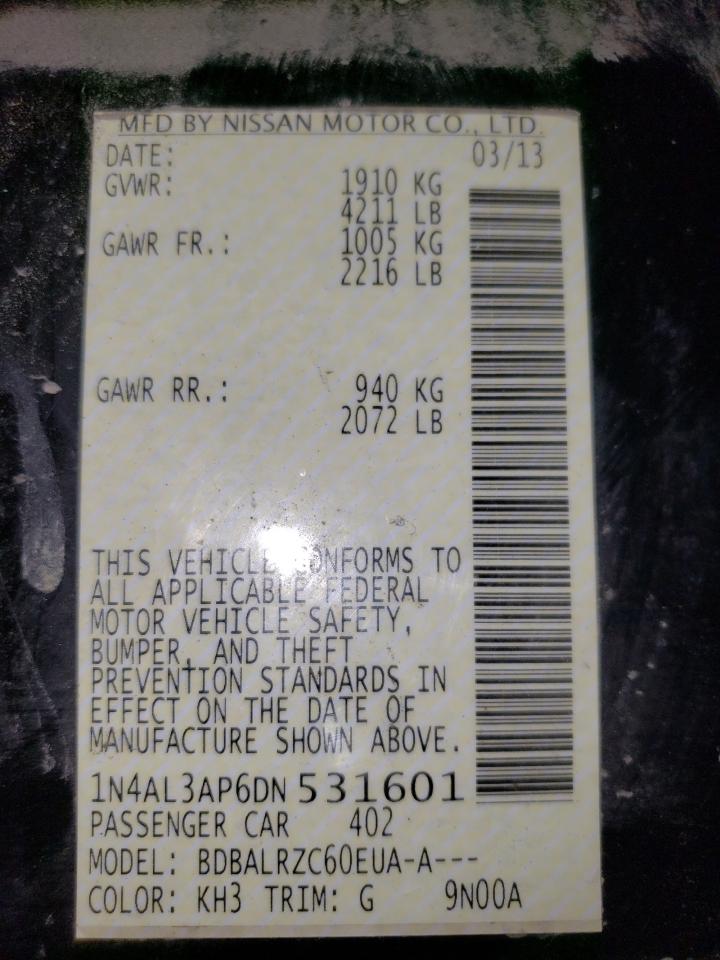 MFD BY NISSAN MOTOR CO., LTD.
DATE: 03/13
GVWR: 1910 KG
4211 LB
GAWR FR.: 1005 KG
2216 LB
GAWR RR.: 940 KG
2072 LB
THIS VEHICLE CONFORMS TO
ALL APPLICABLE FEDERAL
MOTOR VEHICLE SAFETY,
BUMPER, AND THEFT
PREVENTION STANDARDS IN
EFFECT ON THE DATE OF
MANUFACTURE SHOWN ABOVE.
1N4AL3AP6DN531601
PASSENGER CAR 402
MODEL: BDBALRZC60EUA-A---
COLOR: KH3 TRIM: G 9N00A